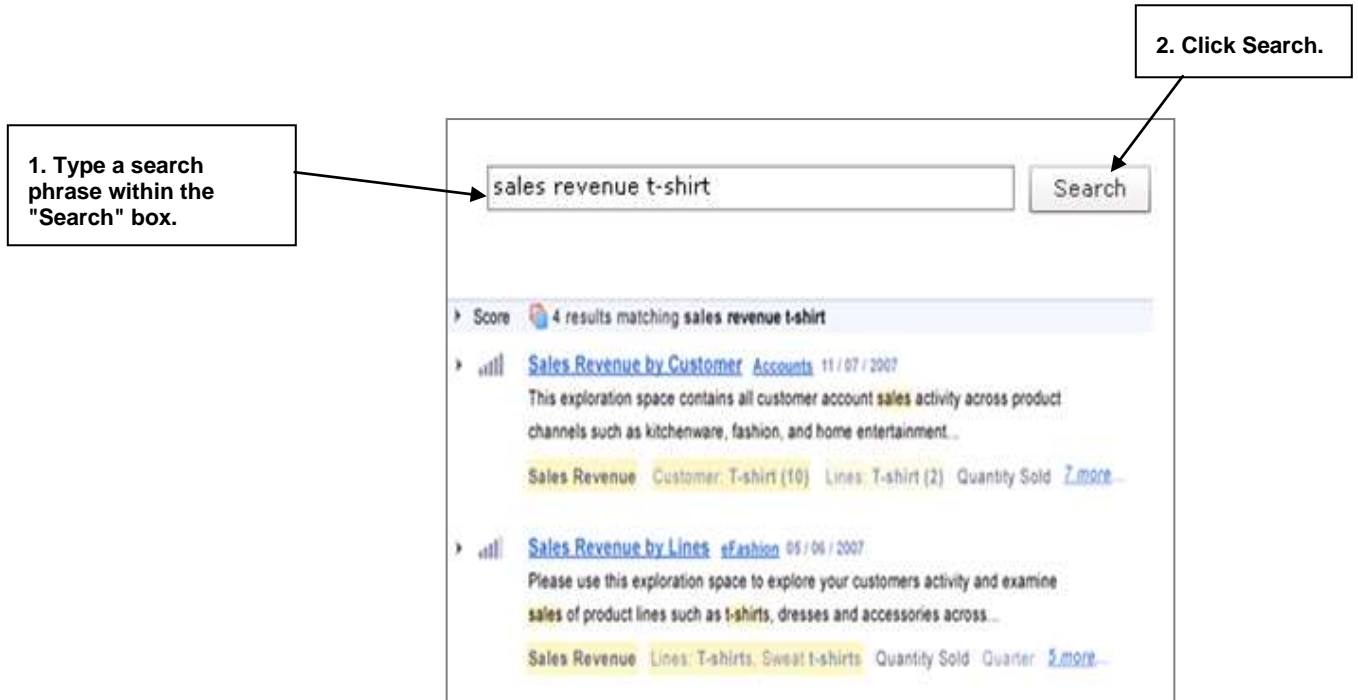 2. Click Search.
1. Type a search
phrase within the
"Search" box.
sales revenue t-shirt
Search
Score 4 results matching sales revenue t-shirt
Sales Revenue by Customer Accounts 11 / 07 / 2007
This exploration space contains all customer account sales activity across product
channels such as kitchenware, fashion, and home entertainment...
Sales Revenue Customer: T-shirt (10) Lines: T-shirt (2) Quantity Sold 7 more...
Sales Revenue by Lines eFashion 05 / 06 / 2007
Please use this exploration space to explore your customers activity and examine
sales of product lines such as t-shirts, dresses and accessories across...
Sales Revenue Lines: T-shirts, Sweat t-shirts Quantity Sold Quarter 5 more...